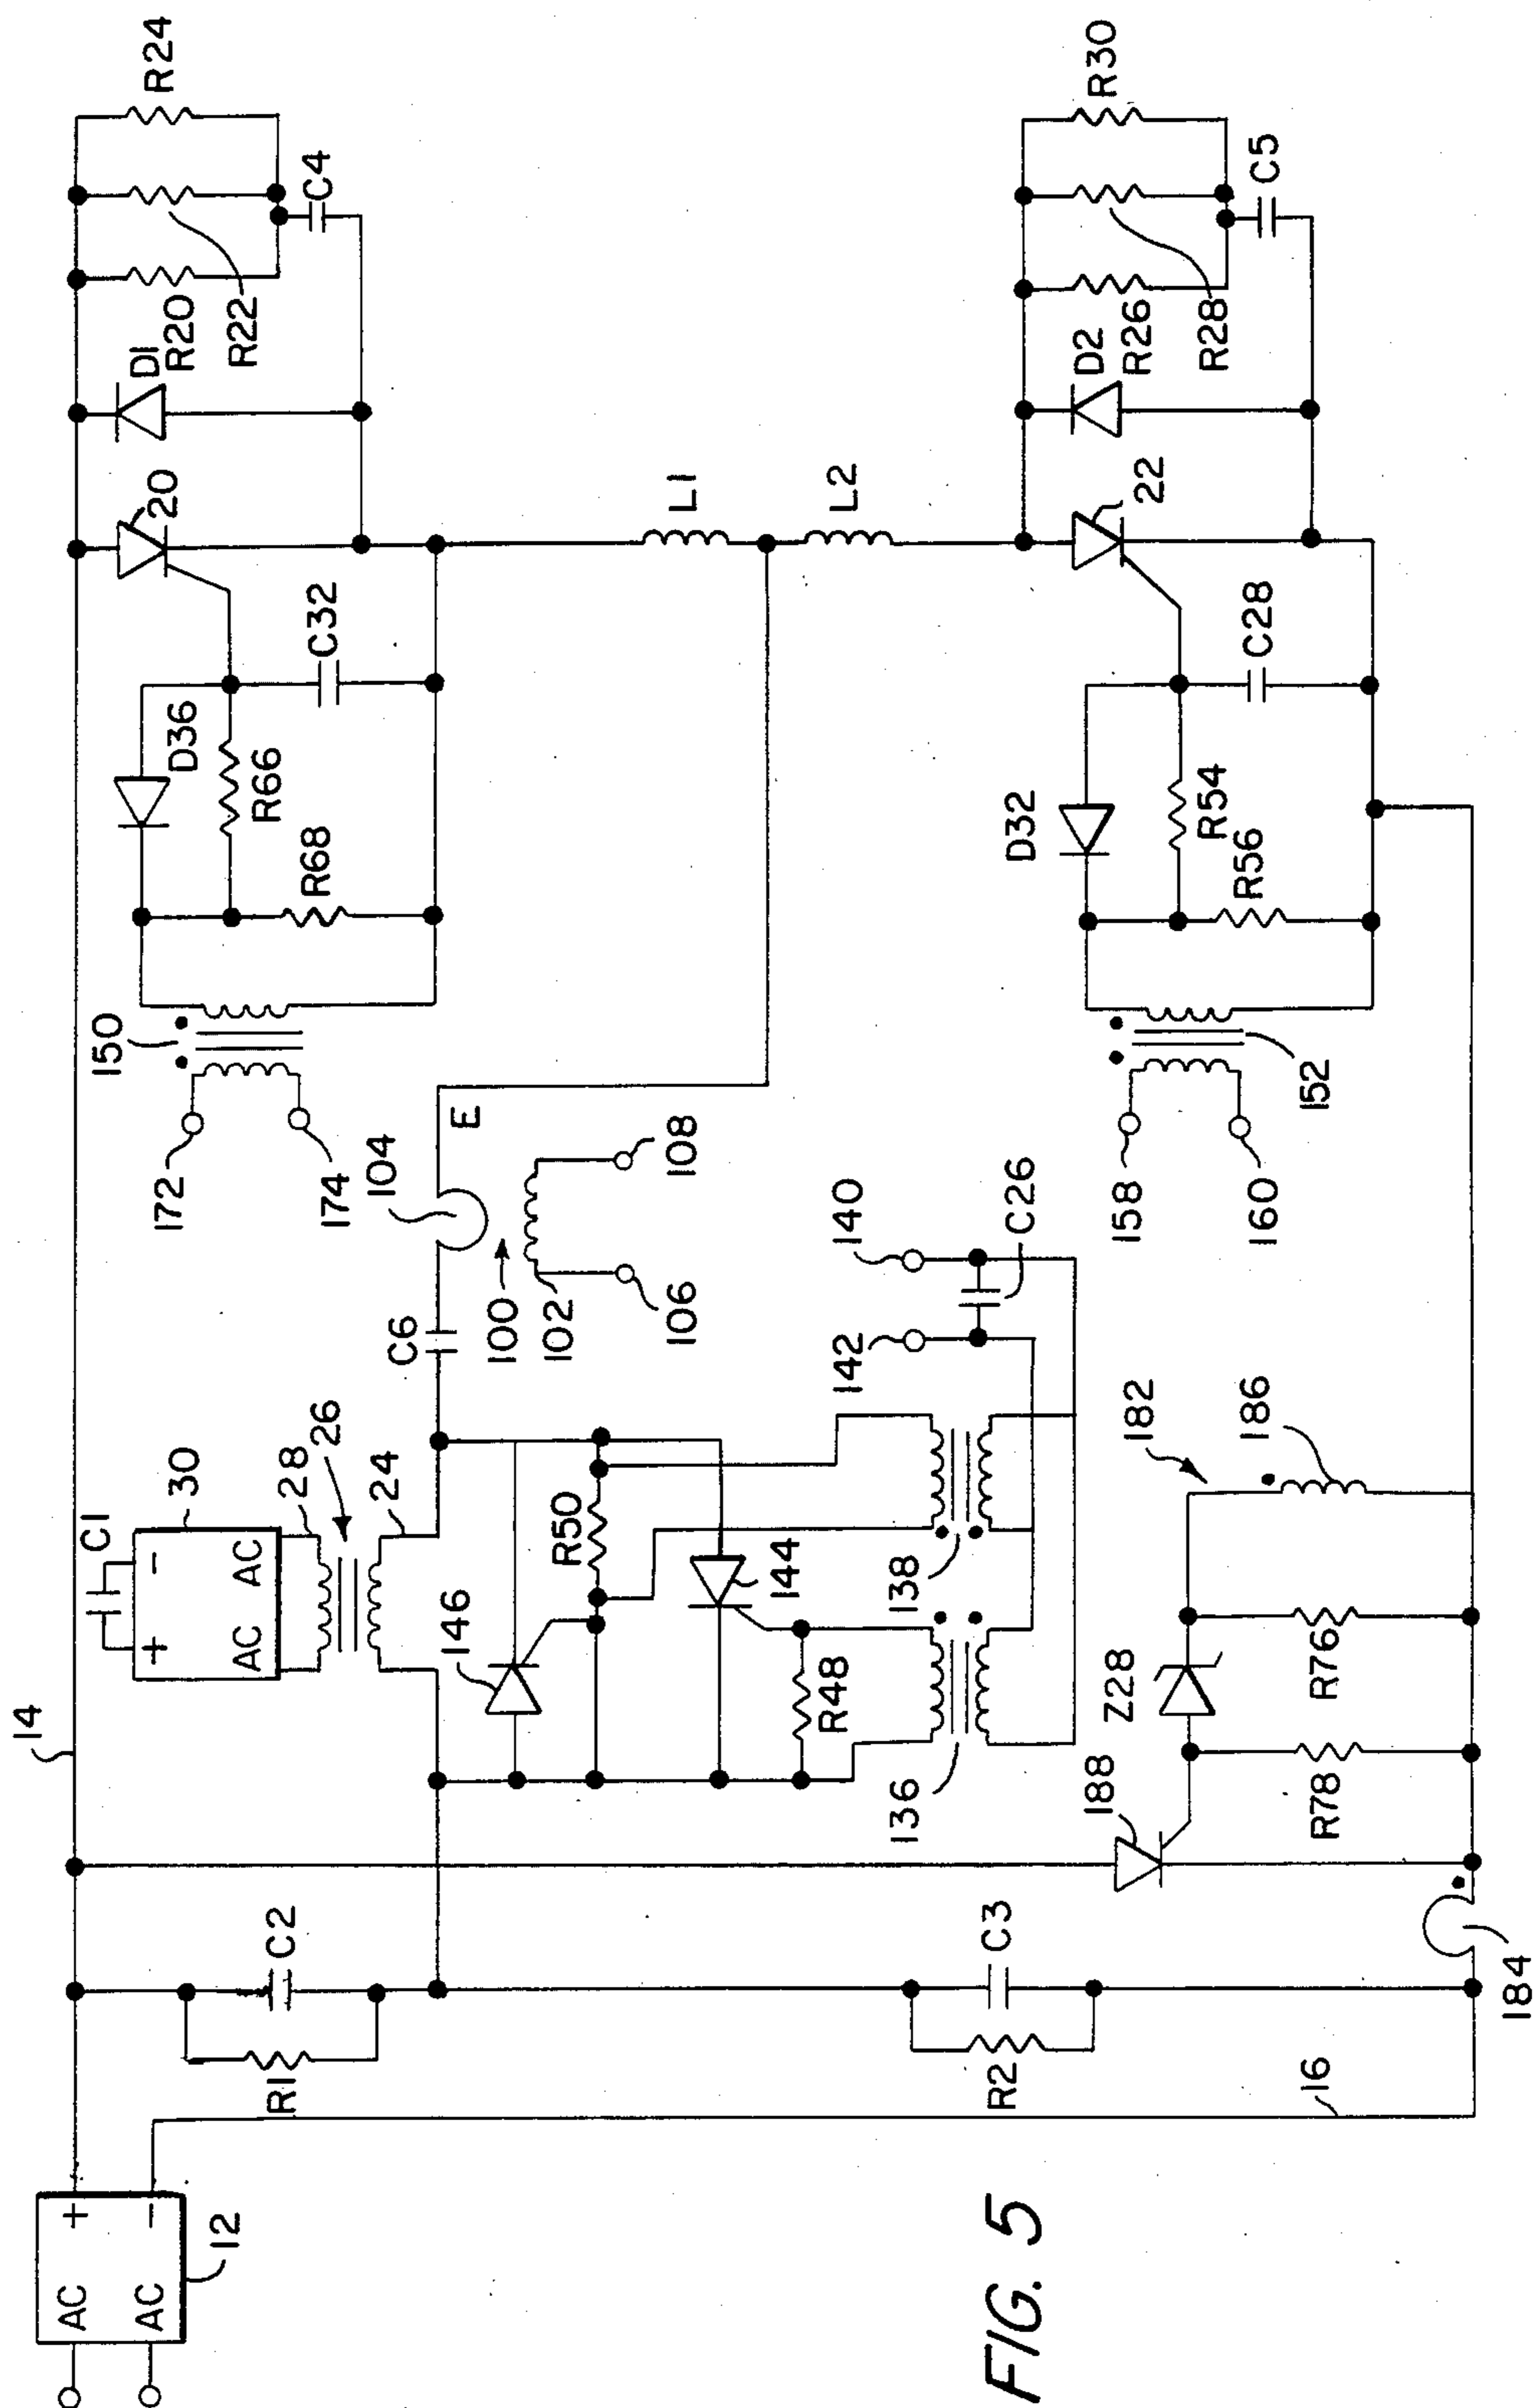 AC
AC
+
−
12
14
R1
C2
R2
C3
16
184
+
−
AC
AC
C1
30
28
26
24
146
R50
144
R48
136
138
188
Z28
R78
R76
182
186
C6
100
102
104
E
106
108
142
140
C26
172
174
150
158
160
152
D36
R66
R68
C32
20
D1
R20
R22
R24
C4
L1
L2
D32
R54
R56
C28
22
D2
R26
R28
R30
C5
FIG. 5